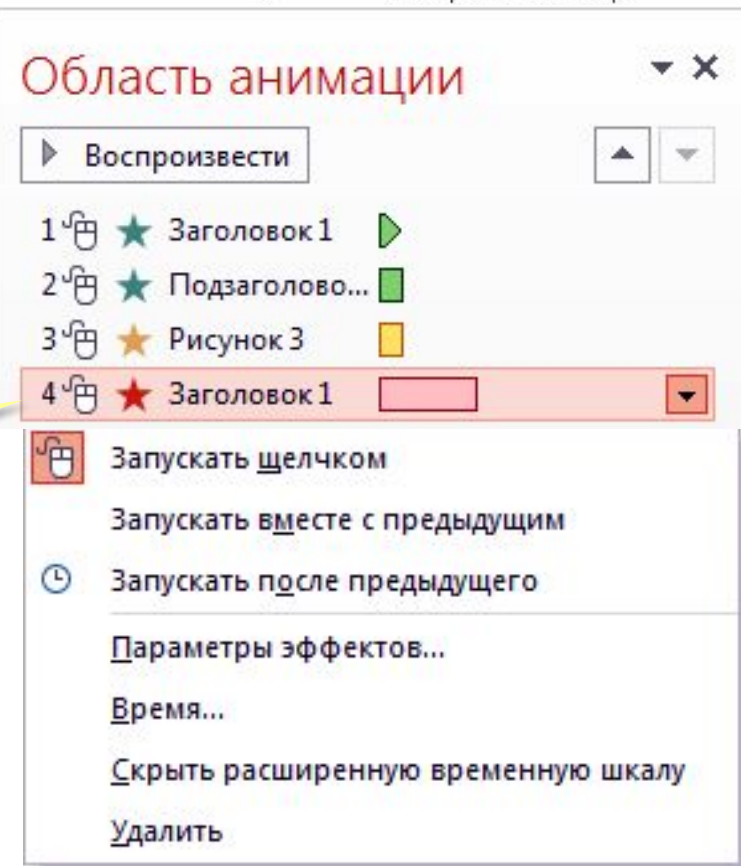 Область анимации
Воспроизвести
1 Заголовок 1
2 Подзаголово...
3 Рисунок 3
4 Заголовок 1
Запускать щелчком
Запускать вместе с предыдущим
Запускать после предыдущего
Параметры эффектов...
Время...
Скрыть расширенную временную шкалу
Удалить